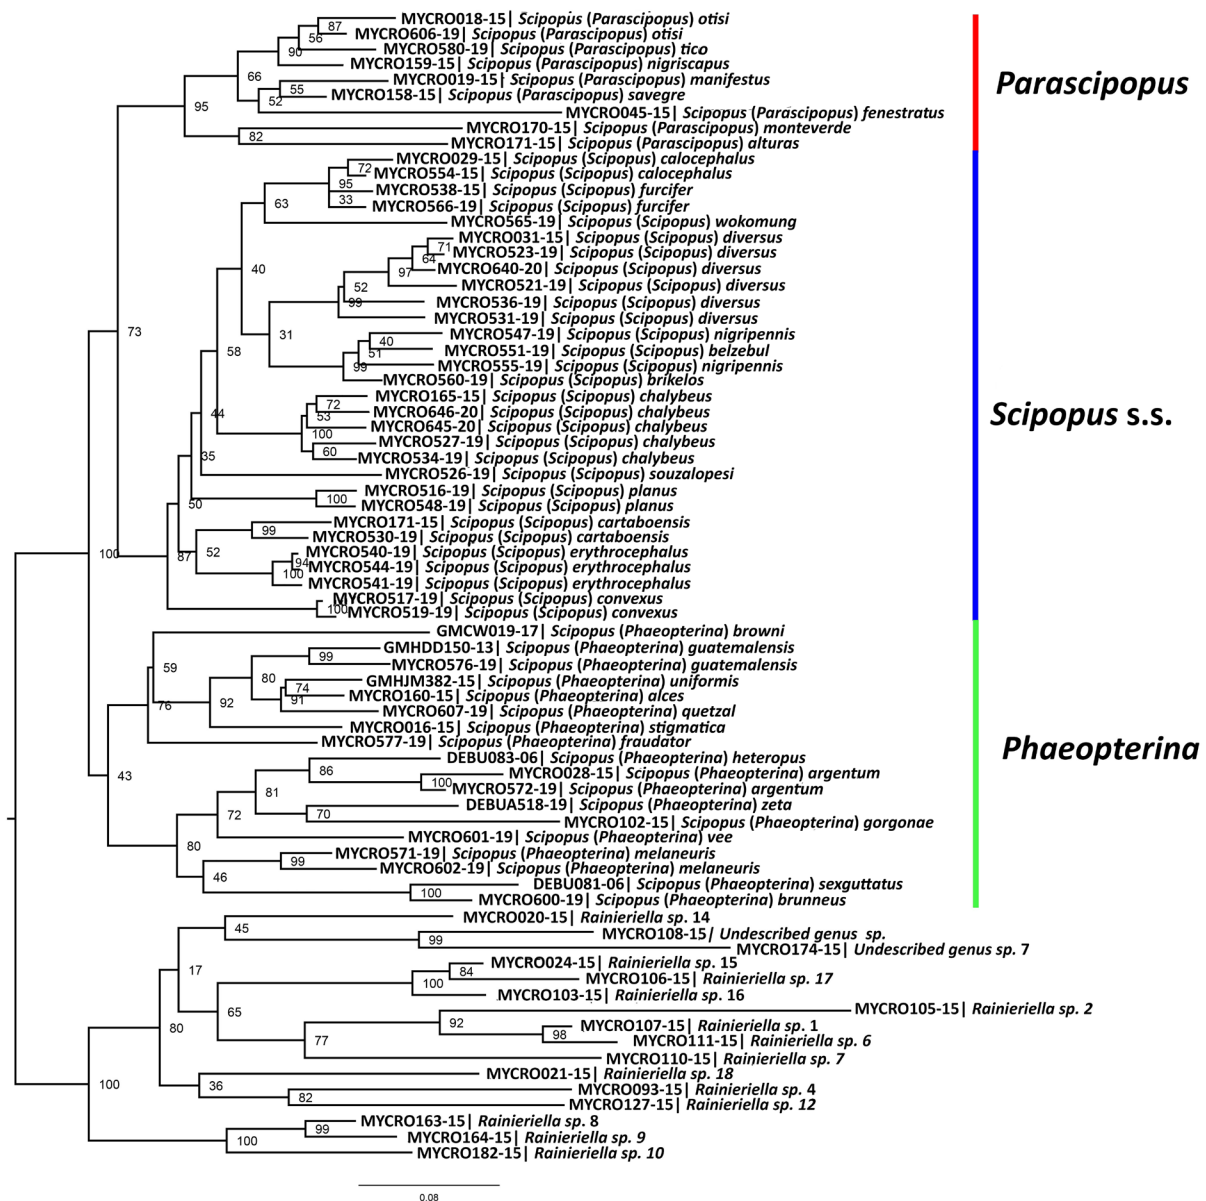 MYCRO018-15| Scipopus (Parascipopus) otisi
87
MYCRO606-19| Scipopus (Parascipopus) otisi
56
MYCRO580-19| Scipopus (Parascipopus) tico
90
MYCRO159-15| Scipopus (Parascipopus) nigriscapus
66
MYCRO019-15| Scipopus (Parascipopus) manifestus
55
MYCRO158-15| Scipopus (Parascipopus) savegre
52
Parascipopus
95
MYCRO045-15| Scipopus (Parascipopus) fenestratus
MYCRO170-15| Scipopus (Parascipopus) monteverde
82
MYCRO171-15| Scipopus (Parascipopus) alturas
MYCRO029-15| Scipopus (Scipopus) calocephalus
72
MYCRO554-15| Scipopus (Scipopus) calocephalus
95
MYCRO538-15| Scipopus (Scipopus) furcifer
33
MYCRO566-19| Scipopus (Scipopus) furcifer
63
MYCRO565-19| Scipopus (Scipopus) wokomung
MYCRO031-15| Scipopus (Scipopus) diversus
71
MYCRO523-19| Scipopus (Scipopus) diversus
64
MYCRO640-20| Scipopus (Scipopus) diversus
40
97
MYCRO521-19| Scipopus (Scipopus) diversus
52
MYCRO536-19| Scipopus (Scipopus) diversus
99
MYCRO531-19| Scipopus (Scipopus) diversus
73
31
MYCRO547-19| Scipopus (Scipopus) nigripennis
40
MYCRO551-19| Scipopus (Scipopus) belzebul
58
51
MYCRO555-19| Scipopus (Scipopus) nigripennis
99
MYCRO560-19| Scipopus (Scipopus) brikelos
MYCRO165-15| Scipopus (Scipopus) chalybeus
72
MYCRO646-20| Scipopus (Scipopus) chalybeus
44
53
Scipopus s.s.
MYCRO645-20| Scipopus (Scipopus) chalybeus
100
MYCRO527-19| Scipopus (Scipopus) chalybeus
60
35
MYCRO534-19| Scipopus (Scipopus) chalybeus
MYCRO526-19| Scipopus (Scipopus) souzalopesi
MYCRO516-19| Scipopus (Scipopus) planus
50
100
MYCRO548-19| Scipopus (Scipopus) planus
MYCRO171-15| Scipopus (Scipopus) cartaboensis
99
MYCRO530-19| Scipopus (Scipopus) cartaboensis
100
87
52
MYCRO540-19| Scipopus (Scipopus) erythrocephalus
94
MYCRO544-19| Scipopus (Scipopus) erythrocephalus
100
MYCRO541-19| Scipopus (Scipopus) erythrocephalus
MYCRO517-19| Scipopus (Scipopus) convexus
100
MYCRO519-19| Scipopus (Scipopus) convexus
GMCW019-17| Scipopus (Phaeopterina) browni
GMHDD150-13| Scipopus (Phaeopterina) guatemalensis
99
MYCRO576-19| Scipopus (Phaeopterina) guatemalensis
59
80
GMHJM382-15| Scipopus (Phaeopterina) uniformis
74
MYCRO160-15| Scipopus (Phaeopterina) alces
91
76
92
MYCRO607-19| Scipopus (Phaeopterina) quetzal
MYCRO016-15| Scipopus (Phaeopterina) stigmatica
MYCRO577-19| Scipopus (Phaeopterina) fraudator
Phaeopterina
DEBU083-06| Scipopus (Phaeopterina) heteropus
86
43
MYCRO028-15| Scipopus (Phaeopterina) argentum
100
MYCRO572-19| Scipopus (Phaeopterina) argentum
81
DEBUA518-19| Scipopus (Phaeopterina) zeta
70
72
MYCRO102-15| Scipopus (Phaeopterina) gorgonae
MYCRO601-19| Scipopus (Phaeopterina) vee
80
MYCRO571-19| Scipopus (Phaeopterina) melaneuris
99
MYCRO602-19| Scipopus (Phaeopterina) melaneuris
46
DEBU081-06| Scipopus (Phaeopterina) sexguttatus
100
MYCRO600-19| Scipopus (Phaeopterina) brunneus
MYCRO020-15| Rainieriella sp. 14
45
MYCRO108-15| Undescribed genus sp.
99
MYCRO174-15| Undescribed genus sp. 7
17
MYCRO024-15| Rainieriella sp. 15
84
MYCRO106-15| Rainieriella sp. 17
100
MYCRO103-15| Rainieriella sp. 16
65
MYCRO105-15| Rainieriella sp. 2
80
92
MYCRO107-15| Rainieriella sp. 1
98
MYCRO111-15| Rainieriella sp. 6
77
MYCRO110-15| Rainieriella sp. 7
MYCRO021-15| Rainieriella sp. 18
100
36
MYCRO093-15| Rainieriella sp. 4
82
MYCRO127-15| Rainieriella sp. 12
MYCRO163-15| Rainieriella sp. 8
99
MYCRO164-15| Rainieriella sp. 9
100
MYCRO182-15| Rainieriella sp. 10
0.08